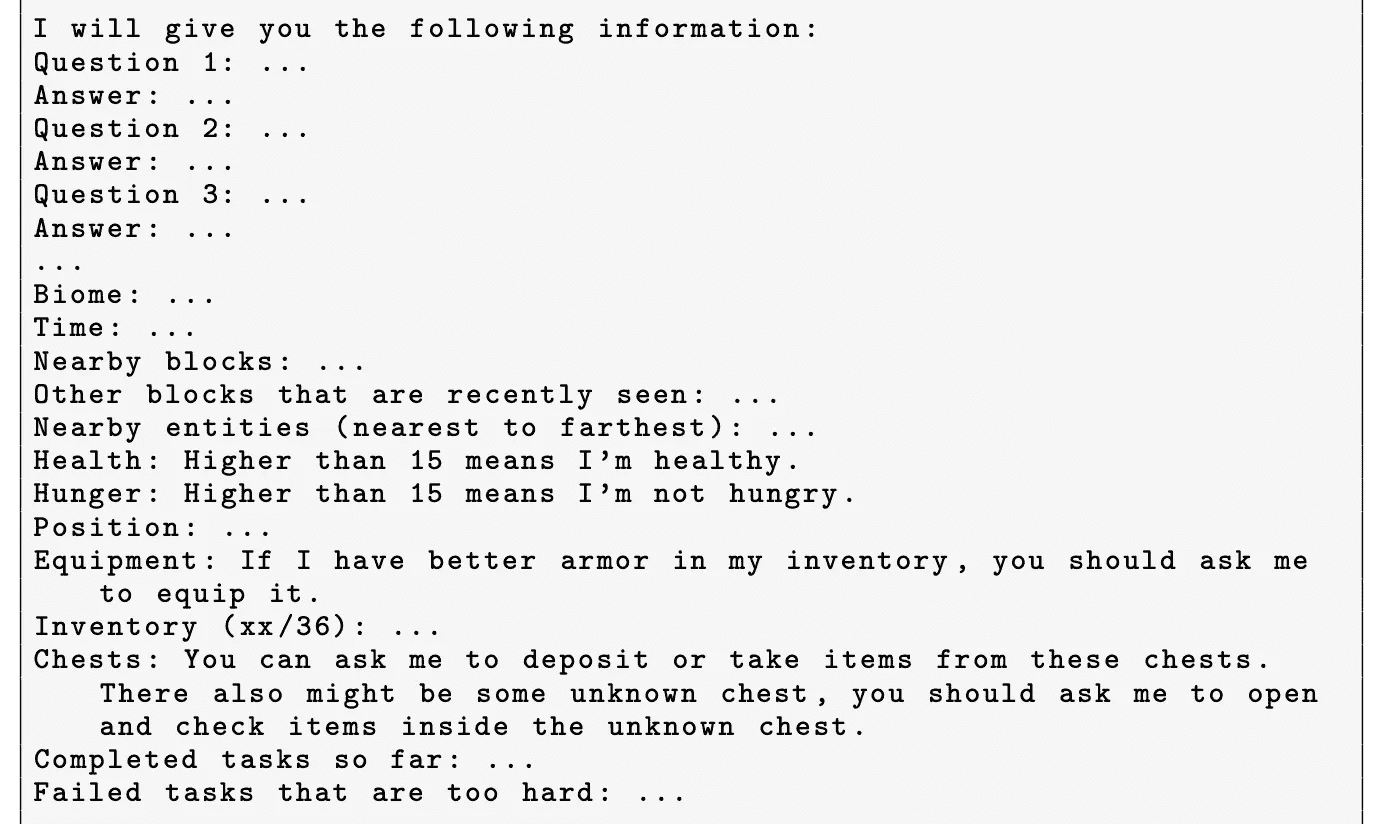 I will give you the following information:
Question 1: ...
Answer: ...
Question 2: ...
Answer: ...
Question 3: ...
Answer: ...
...
Biome: ...
Time: ...
Nearby blocks: ...
Other blocks that are recently seen: ...
Nearby entities (nearest to farthest): ...
Health: Higher than 15 means I'm healthy.
Hunger: Higher than 15 means I'm not hungry.
Position: ...
Equipment: If I have better armor in my inventory, you should ask me
to equip it.
Inventory (xx/36): ...
Chests: You can ask me to deposit or take items from these chests.
There also might be some unknown chest, you should ask me to open
and check items inside the unknown chest.
Completed tasks so far: ...
Failed tasks that are too hard: ...